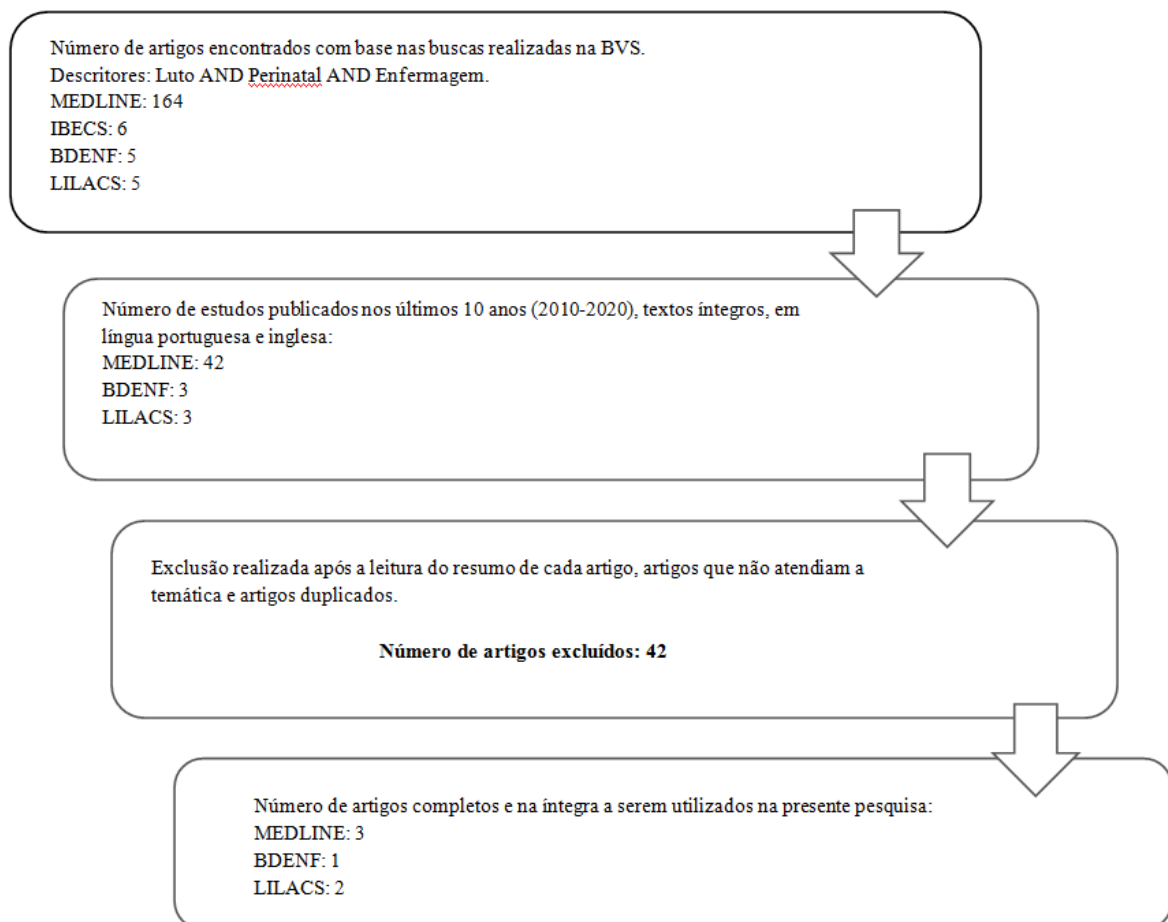 Número de artigos encontrados com base nas buscas realizadas na BVS.
Descritores: Luto AND Perinatal AND Enfermagem.
MEDLINE: 164
IBECS: 6
BDENF: 5
LILACS: 5
Número de estudos publicados nos últimos 10 anos (2010-2020), textos íntegros, em
língua portuguesa e inglesa:
MEDLINE: 42
BDENF: 3
LILACS: 3
Exclusão realizada após a leitura do resumo de cada artigo, artigos que não atendiam a
temática e artigos duplicados.
Número de artigos excluídos: 42
Número de artigos completos e na íntegra a serem utilizados na presente pesquisa:
MEDLINE: 3
BDENF: 1
LILACS: 2